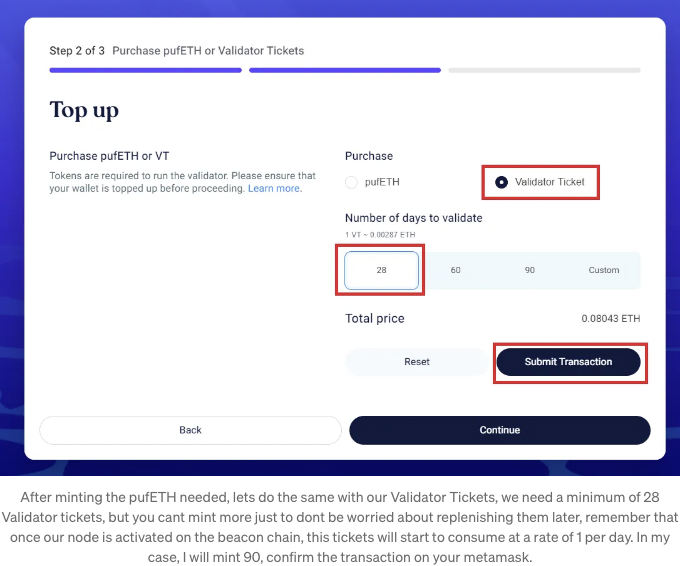 Step 2 of 3 Purchase pufETH or Validator Tickets
Top up
Purchase pufETH or VT
Tokens are required to run the validator. Please ensure that
your wallet is topped up before proceeding. Learn more.
Purchase
pufETH
Validator Ticket
Number of days to validate
1 VT ~ 0.00287 ETH
28 60 90 Custom
Total price 0.08043 ETH
Reset Submit Transaction
Back Continue
After minting the pufETH needed, lets do the same with our Validator Tickets, we need a minimum of 28
Validator tickets, but you cant mint more just to dont be worried about replenishing them later, remember that
once our node is activated on the beacon chain, this tickets will start to consume at a rate of 1 per day. In my
case, I will mint 90, confirm the transaction on your metamask.